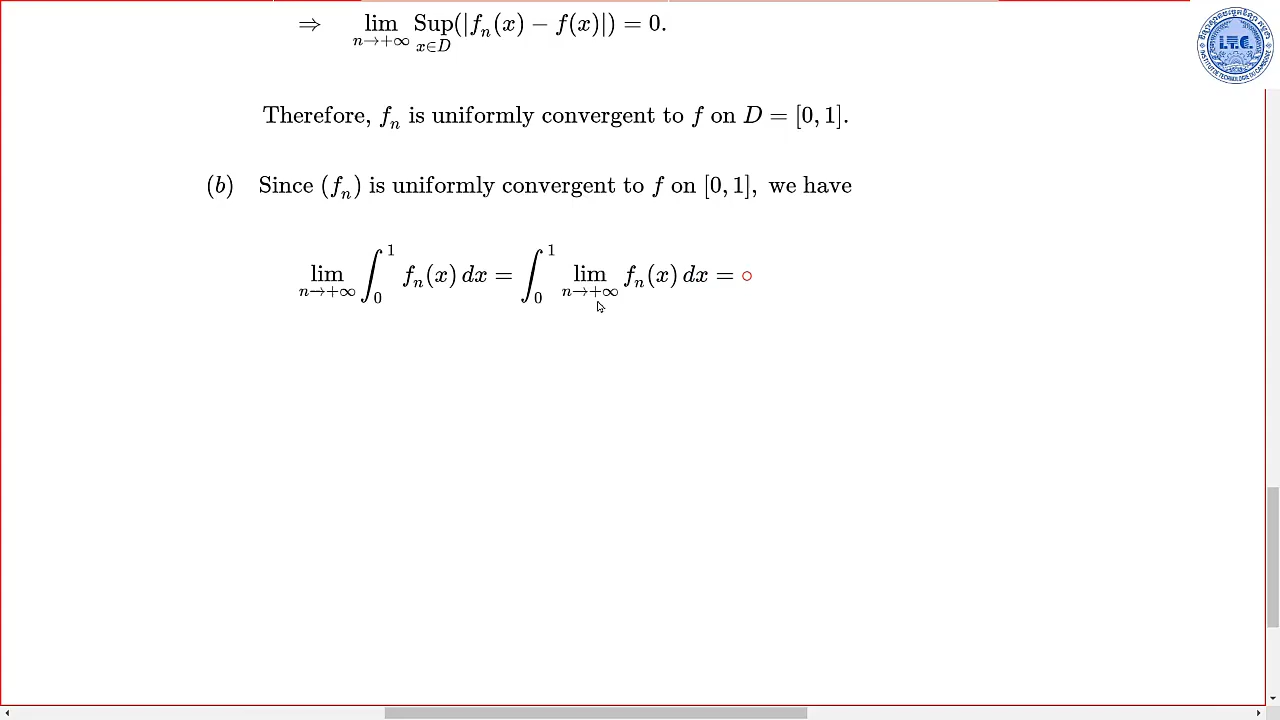 ⇒ lim_{n→+∞} Sup_{x∈D}(|f_n(x) − f(x)|) = 0.
Therefore, f_n is uniformly convergent to f on D = [0, 1].
(b) Since (f_n) is uniformly convergent to f on [0, 1], we have
lim_{n→+∞} ∫_0^1 f_n(x) dx = ∫_0^1 lim_{n→+∞} f_n(x) dx = ∘
I.T.C.